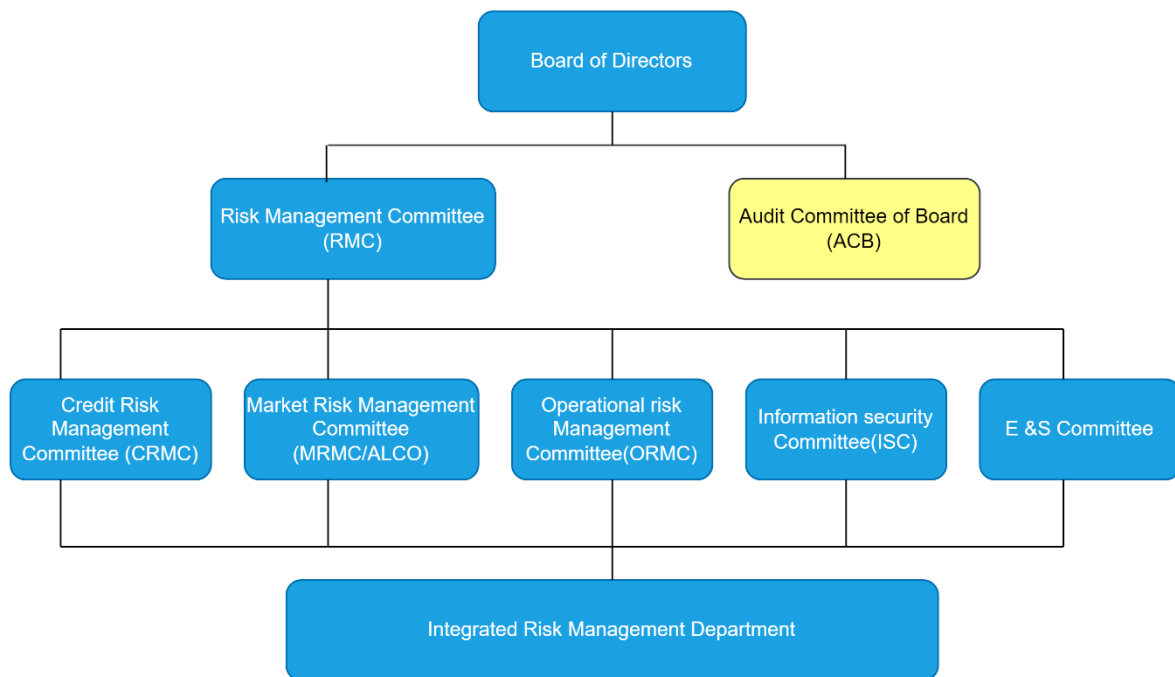 Board of Directors
Risk Management Committee
(RMC)
Audit Committee of Board
(ACB)
Credit Risk
Management
Committee (CRMC)
Market Risk Management
Committee
(MRMC/ALCO)
Operational risk
Management
Committee(ORMC)
Information security
Committee(ISC)
E &S Committee
Integrated Risk Management Department